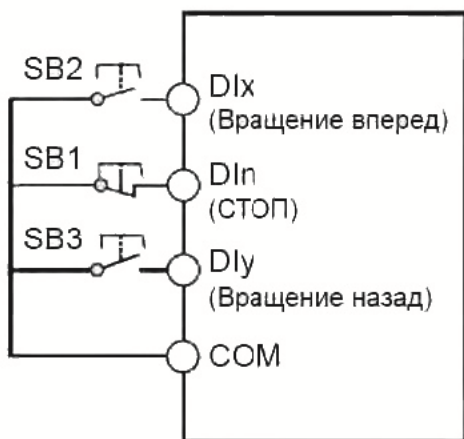 SB2
DIx
(Вращение вперед)
SB1
DIn
(СТОП)
SB3
DIy
(Вращение назад)
COM